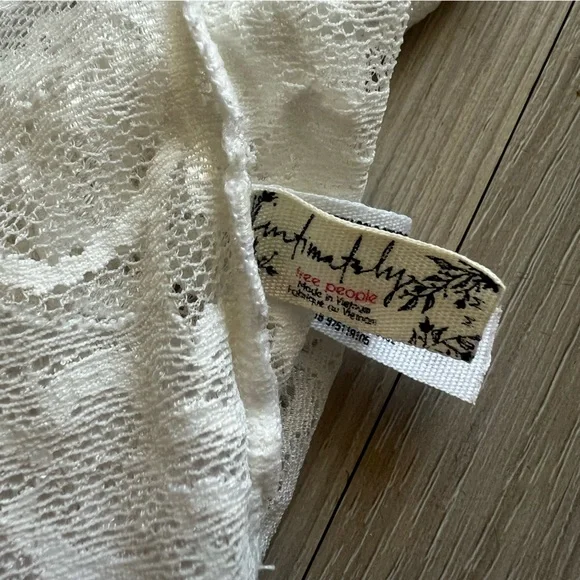 intimately
free people
Made in Vietnam
Fabriqué au Vietnam